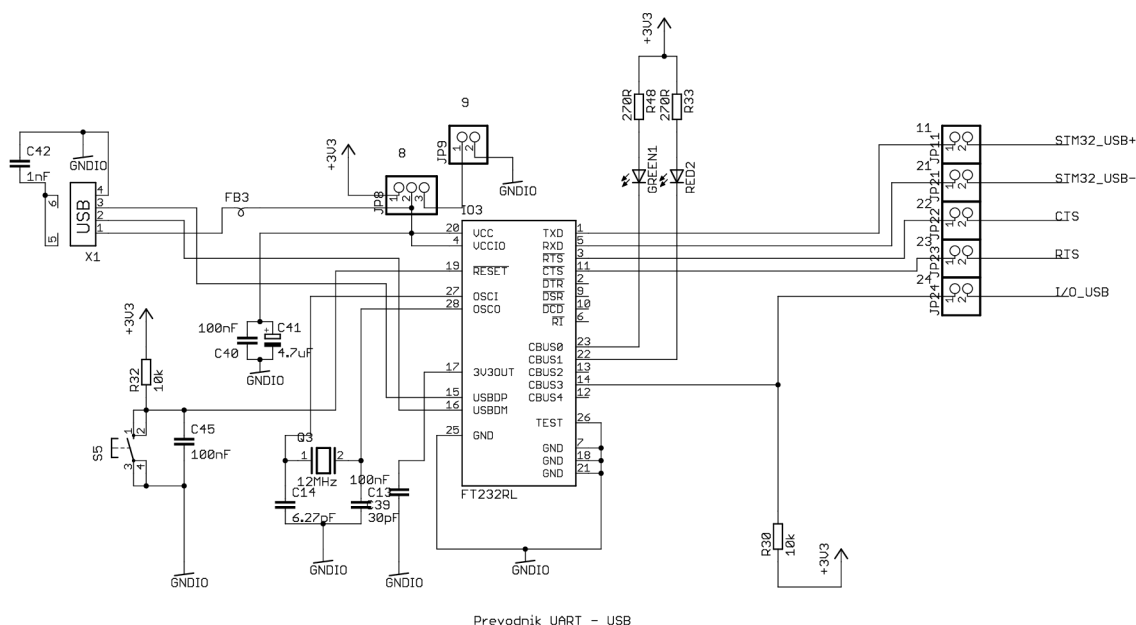 +3V3
270R
R48
270R
R33
GREEN1
RED2
9
JP9
1 2
GNDIO
8
+3V3
JP8
1 2 3
C42
1nF
GNDIO
USB
4
3
2
1
6
5
X1
FB3
IO3
20 VCC
4 VCCIO
19 RESET
27 OSCI
28 OSCO
17 3V3OUT
15 USBDP
16 USBDM
25 GND
TXD 1
RXD 5
RTS 3
CTS 11
DTR 2
DSR 9
DCD 10
RI 6
CBUS0 23
CBUS1 22
CBUS2 13
CBUS3 14
CBUS4 12
TEST 26
GND 7
GND 18
GND 21
FT232RL
11
JP11
1 2
STM32_USB+
21
JP21
1 2
STM32_USB-
22
JP22
1 2
CTS
23
JP23
1 2
RTS
24
JP24
1 2
I/O_USB
+3V3
R32
10k
100nF
C40
+
C41
4.7uF
GNDIO
S5
1 2
3 4
C45
100nF
GNDIO
Q3
1 2
12MHz
C14
6.27pF
C13
30pF
GNDIO
100nF
C39
GNDIO
GNDIO
R30
10k
+3V3
Prevodnik UART - USB